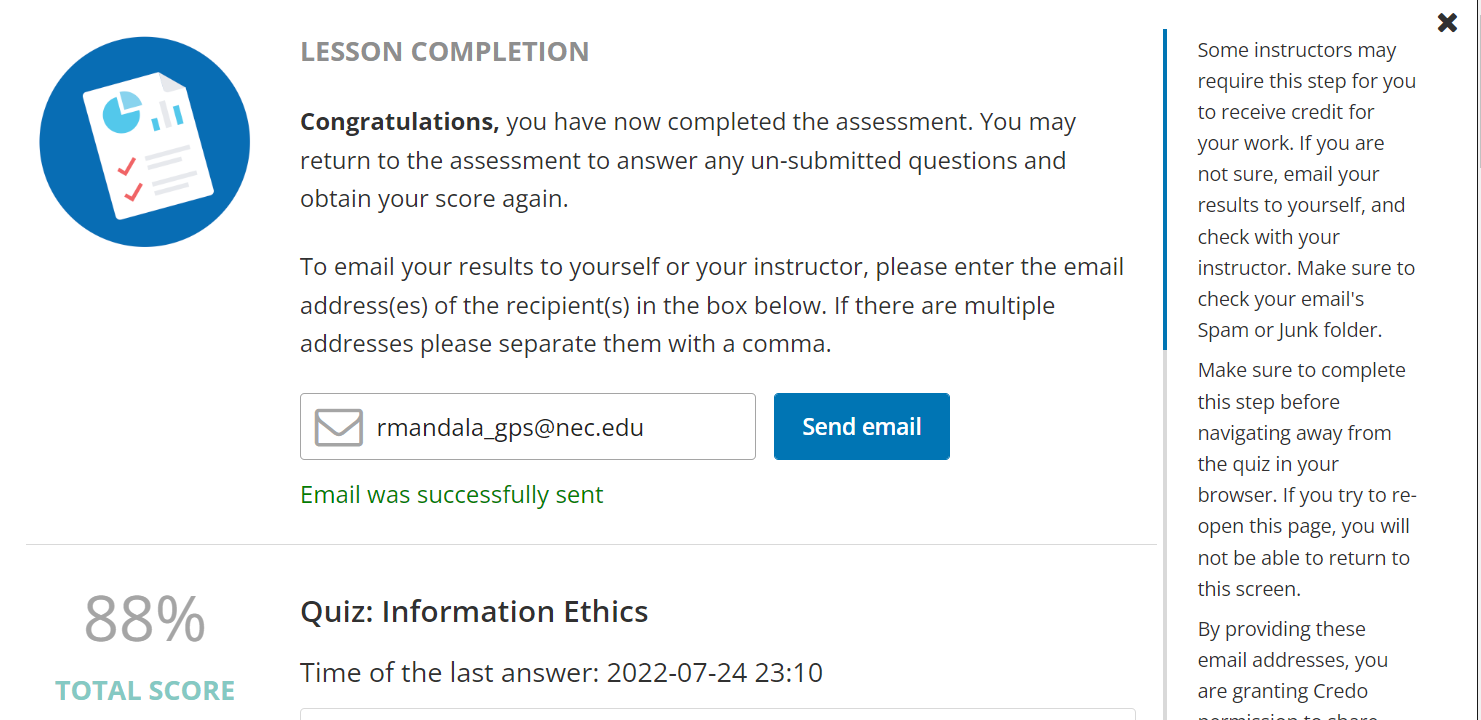 LESSON COMPLETION
Congratulations, you have now completed the assessment. You may
return to the assessment to answer any un-submitted questions and
obtain your score again.
To email your results to yourself or your instructor, please enter the email
address(es) of the recipient(s) in the box below. If there are multiple
addresses please separate them with a comma.
rmandala_gps@nec.edu
Send email
Email was successfully sent
88%
TOTAL SCORE
Quiz: Information Ethics
Time of the last answer: 2022-07-24 23:10
Some instructors may
require this step for you
to receive credit for
your work. If you are
not sure, email your
results to yourself, and
check with your
instructor. Make sure to
check your email's
Spam or Junk folder.
Make sure to complete
this step before
navigating away from
the quiz in your
browser. If you try to re-
open this page, you will
not be able to return to
this screen.
By providing these
email addresses, you
are granting Credo
permission to share